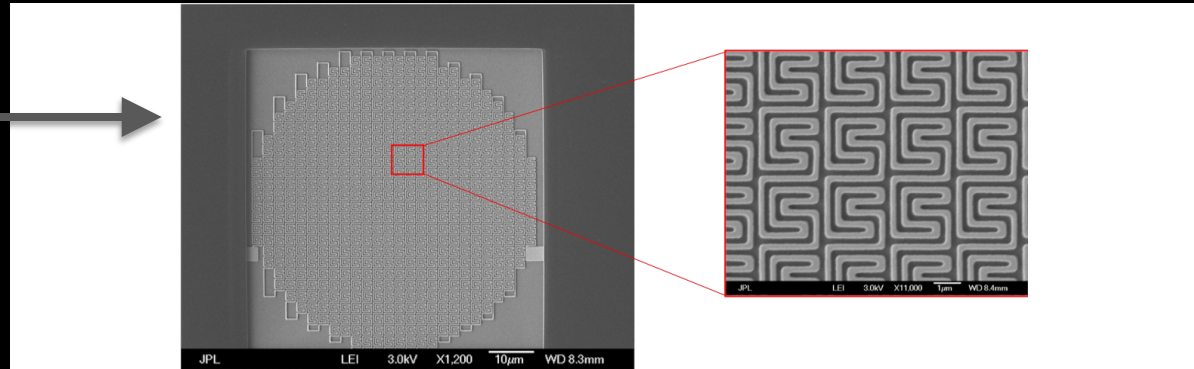 JPL LEI 3.0kV X1,200 10µm WD 8.3mm
JPL LEI 3.0kV X11,000 1µm WD 8.4mm